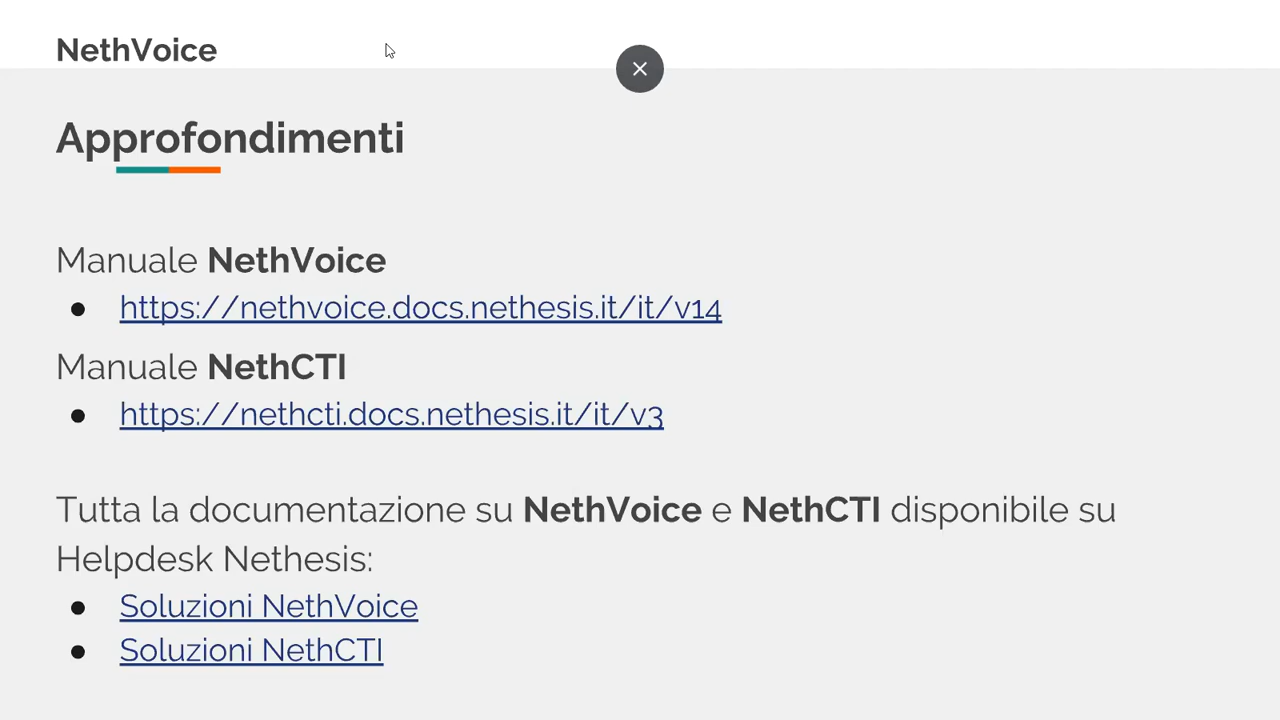 NethVoice
Approfondimenti
Manuale NethVoice
● https://nethvoice.docs.nethesis.it/it/v14
Manuale NethCTI
● https://nethcti.docs.nethesis.it/it/v3
Tutta la documentazione su NethVoice e NethCTI disponibile su
Helpdesk Nethesis:
● Soluzioni NethVoice
● Soluzioni NethCTI